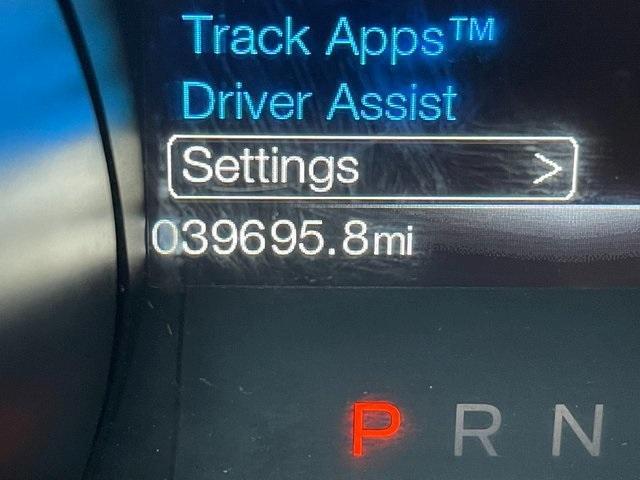 Track Apps™
Driver Assist
Settings >
039695.8mi
P R N